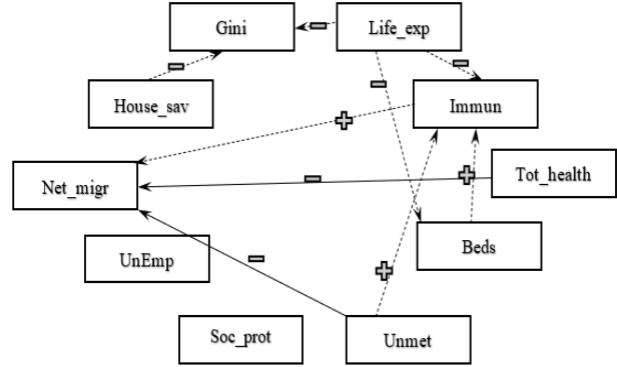 Gini
Life_exp
House_sav
Immun
Net_migr
Tot_health
UnEmp
Beds
Soc_prot
Unmet